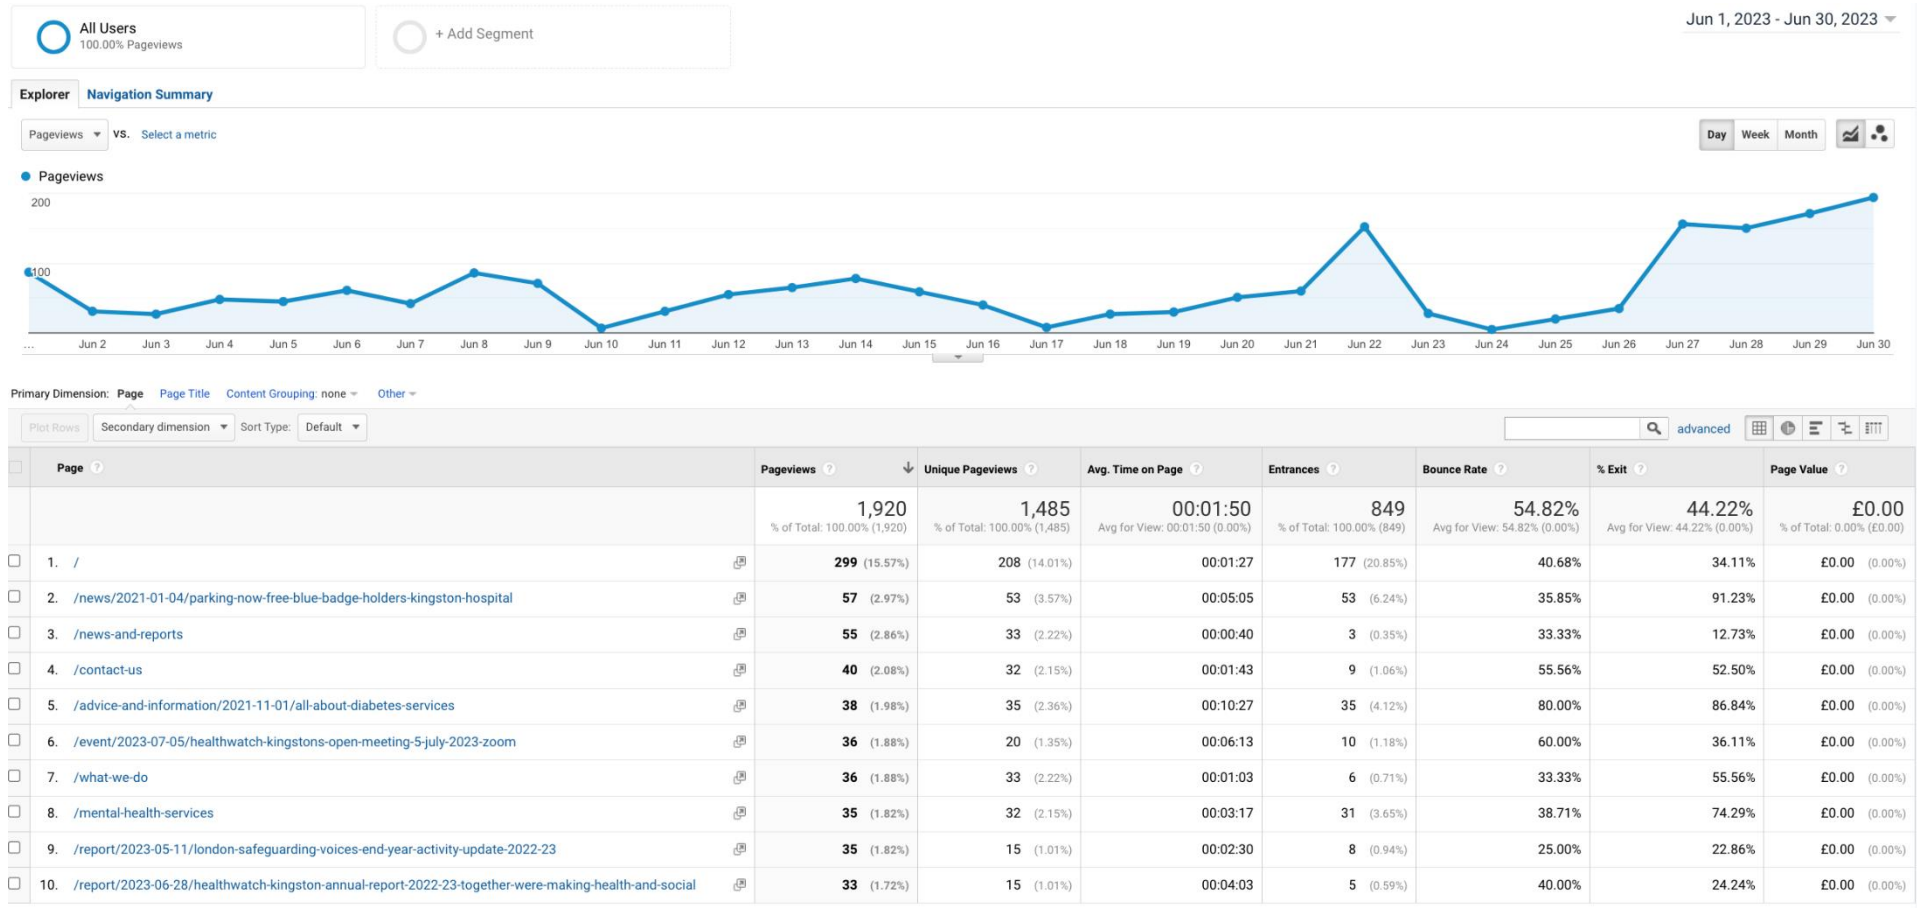 All Users
100.00% Pageviews
+ Add Segment
Jun 1, 2023 - Jun 30, 2023
Explorer Navigation Summary
Pageviews VS. Select a metric
Day Week Month
Pageviews
200
100
... Jun 2 Jun 3 Jun 4 Jun 5 Jun 6 Jun 7 Jun 8 Jun 9 Jun 10 Jun 11 Jun 12 Jun 13 Jun 14 Jun 15 Jun 16 Jun 17 Jun 18 Jun 19 Jun 20 Jun 21 Jun 22 Jun 23 Jun 24 Jun 25 Jun 26 Jun 27 Jun 28 Jun 29 Jun 30
Primary Dimension: Page Page Title Content Grouping: none Other
Plot Rows Secondary dimension Sort Type: Default advanced
Page ? Pageviews ? Unique Pageviews ? Avg. Time on Page ? Entrances ? Bounce Rate ? % Exit ? Page Value ?
1,920 1,485 00:01:50 849 54.82% 44.22% £0.00
% of Total: 100.00% (1,920) % of Total: 100.00% (1,485) Avg for View: 00:01:50 (0.00%) % of Total: 100.00% (849) Avg for View: 54.82% (0.00%) Avg for View: 44.22% (0.00%) % of Total: 0.00% (£0.00)
1. / 299 (15.57%) 208 (14.01%) 00:01:27 177 (20.85%) 40.68% 34.11% £0.00 (0.00%)
2. /news/2021-01-04/parking-now-free-blue-badge-holders-kingston-hospital 57 (2.97%) 53 (3.57%) 00:05:05 53 (6.24%) 35.85% 91.23% £0.00 (0.00%)
3. /news-and-reports 55 (2.86%) 33 (2.22%) 00:00:40 3 (0.35%) 33.33% 12.73% £0.00 (0.00%)
4. /contact-us 40 (2.08%) 32 (2.15%) 00:01:43 9 (1.06%) 55.56% 52.50% £0.00 (0.00%)
5. /advice-and-information/2021-11-01/all-about-diabetes-services 38 (1.98%) 35 (2.36%) 00:10:27 35 (4.12%) 80.00% 86.84% £0.00 (0.00%)
6. /event/2023-07-05/healthwatch-kingstons-open-meeting-5-july-2023-zoom 36 (1.88%) 20 (1.35%) 00:06:13 10 (1.18%) 60.00% 36.11% £0.00 (0.00%)
7. /what-we-do 36 (1.88%) 33 (2.22%) 00:01:03 6 (0.71%) 33.33% 55.56% £0.00 (0.00%)
8. /mental-health-services 35 (1.82%) 32 (2.15%) 00:03:17 31 (3.65%) 38.71% 74.29% £0.00 (0.00%)
9. /report/2023-05-11/london-safeguarding-voices-end-year-activity-update-2022-23 35 (1.82%) 15 (1.01%) 00:02:30 8 (0.94%) 25.00% 22.86% £0.00 (0.00%)
10. /report/2023-06-28/healthwatch-kingston-annual-report-2022-23-together-were-making-health-and-social 33 (1.72%) 15 (1.01%) 00:04:03 5 (0.59%) 40.00% 24.24% £0.00 (0.00%)